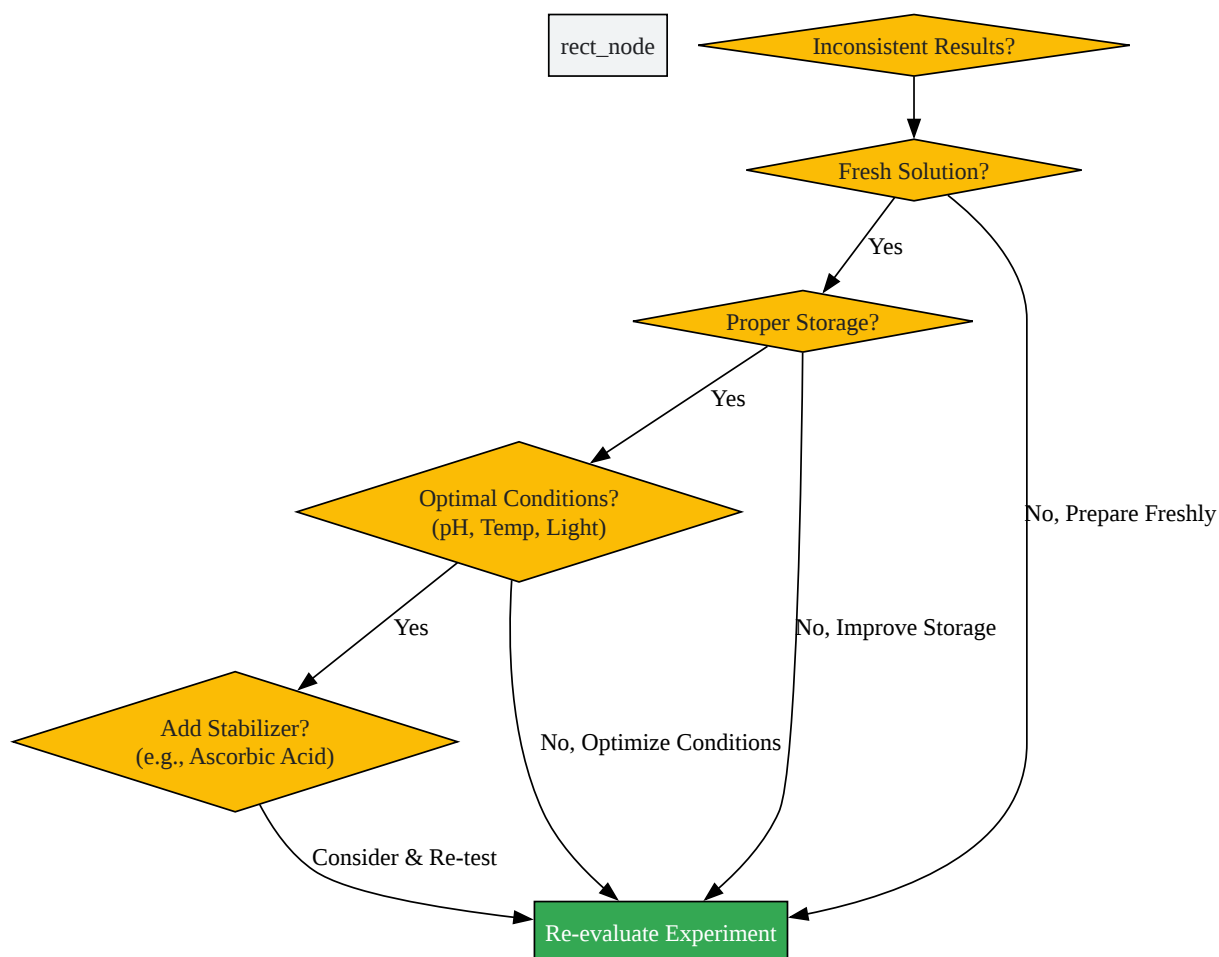 rect_node
Inconsistent Results?
Fresh Solution?
Yes
Proper Storage?
Yes
Optimal Conditions?
(pH, Temp, Light)
No, Prepare Freshly
Yes
No, Improve Storage
Add Stabilizer?
(e.g., Ascorbic Acid)
No, Optimize Conditions
Consider & Re-test
Re-evaluate Experiment